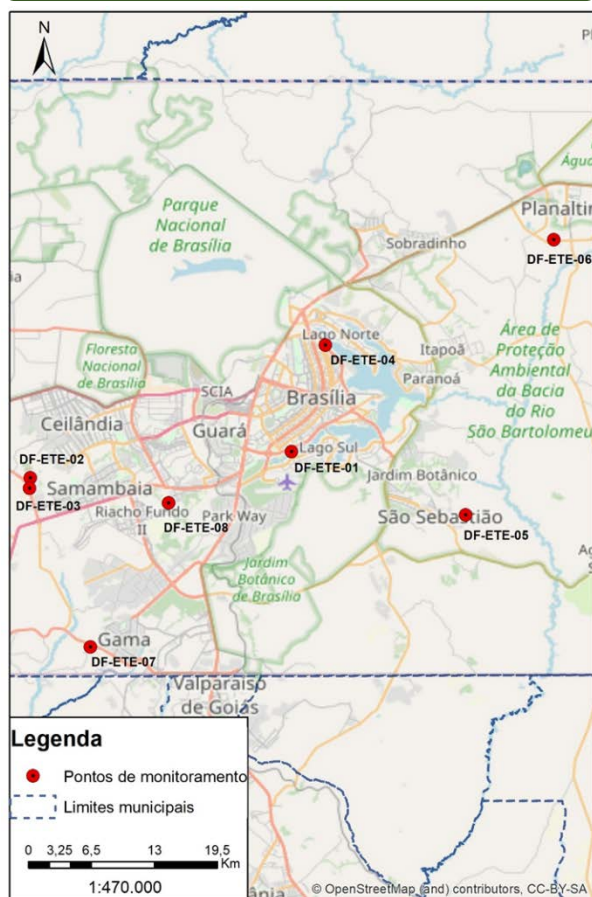 N
Pl
Águ
Parque
Nacional
de Brasília
Planaltin
Sobradinho
DF-ETE-06
Lago Norte
DF-ETE-04
Floresta
Nacional
de Brasília
Itapoã
Paranoá
Área de
Proteção
Ambiental
da Bacia
do Rio
São Bartolomeu
SCIA
Brasília
Ceilândia
Guará
Lago Sul
DF-ETE-01
DF-ETE-02
Jardim Botânico
Samambaia
DF-ETE-03
Riacho Fundo
II
DF-ETE-08
Park Way
São Sebastião
DF-ETE-05
Jardim
Botânico
de Brasília
Gama
DF-ETE-07
Valparaíso
de Goiás
Legenda
Pontos de monitoramento
Limites municipais
0 3,25 6,5 13 19,5
Km
1:470.000
ânia
© OpenStreetMap (and) contributors, CC-BY-SA